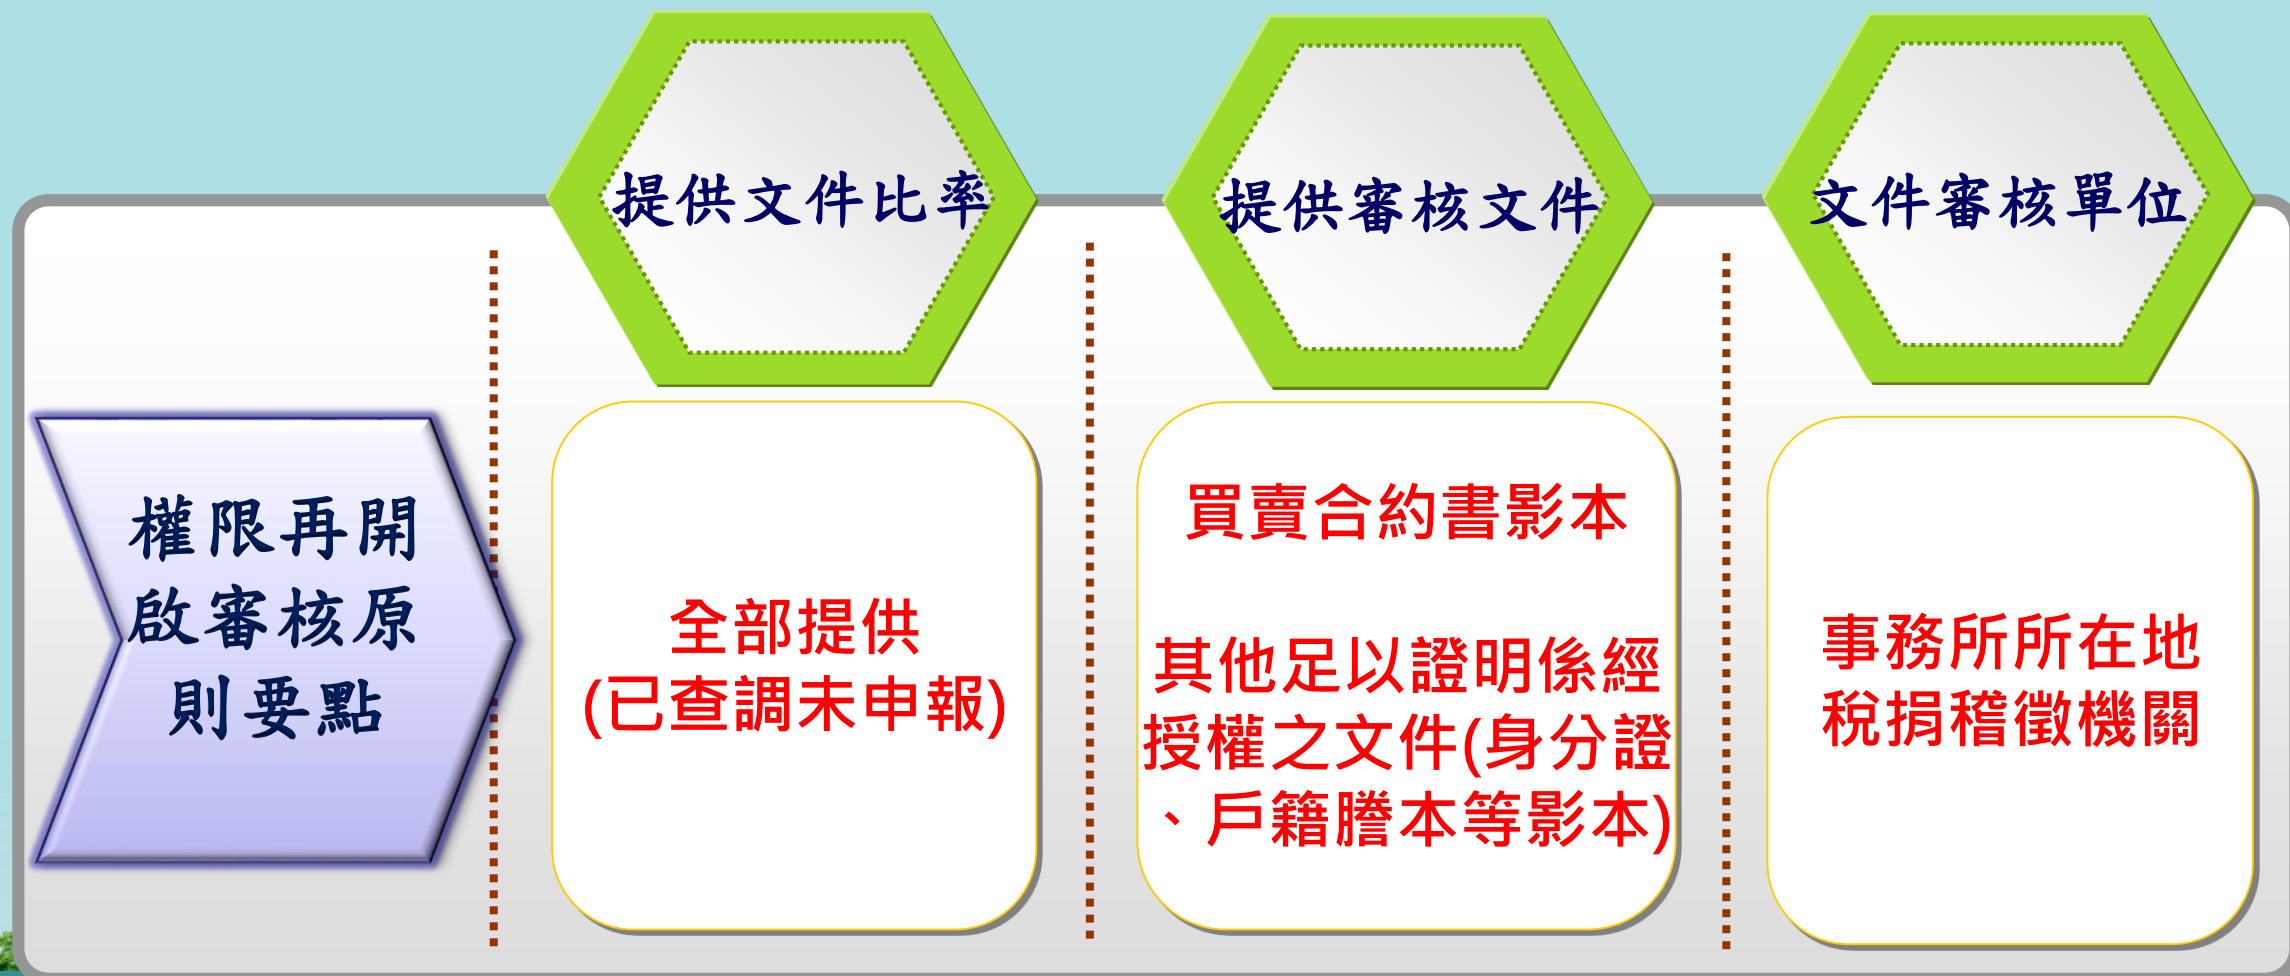 提供文件比率
提供審核文件
文件審核單位
權限再開
啟審核原
則要點
全部提供
(已查調未申報)
買賣合約書影本
其他足以證明係經
授權之文件(身分證
、戶籍謄本等影本)
事務所所在地
稅捐稽徵機關